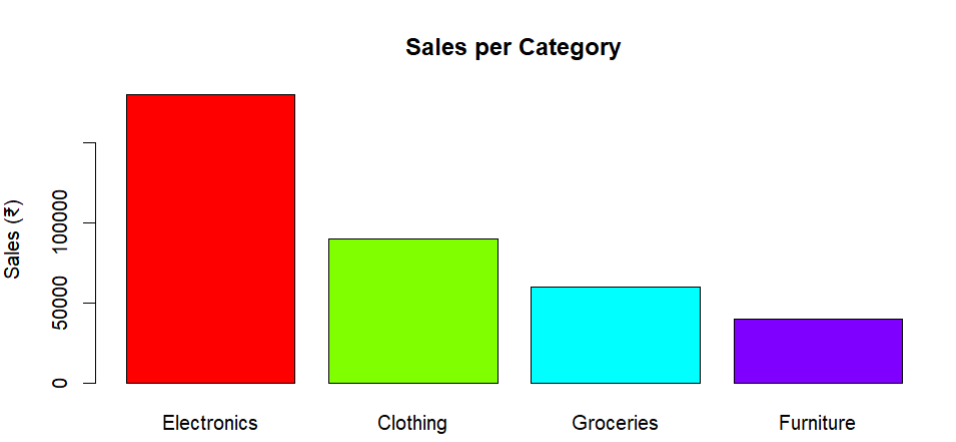 Sales per Category
Sales (₹)
100000
50000
0
Electronics Clothing Groceries Furniture